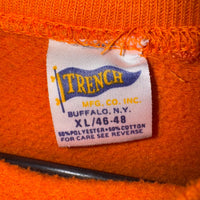 TRENCH
MFG. CO. INC.
BUFFALO, N.Y.
XL/46-48
50% POLYESTER • 50% COTTON
FOR CARE SEE REVERSE